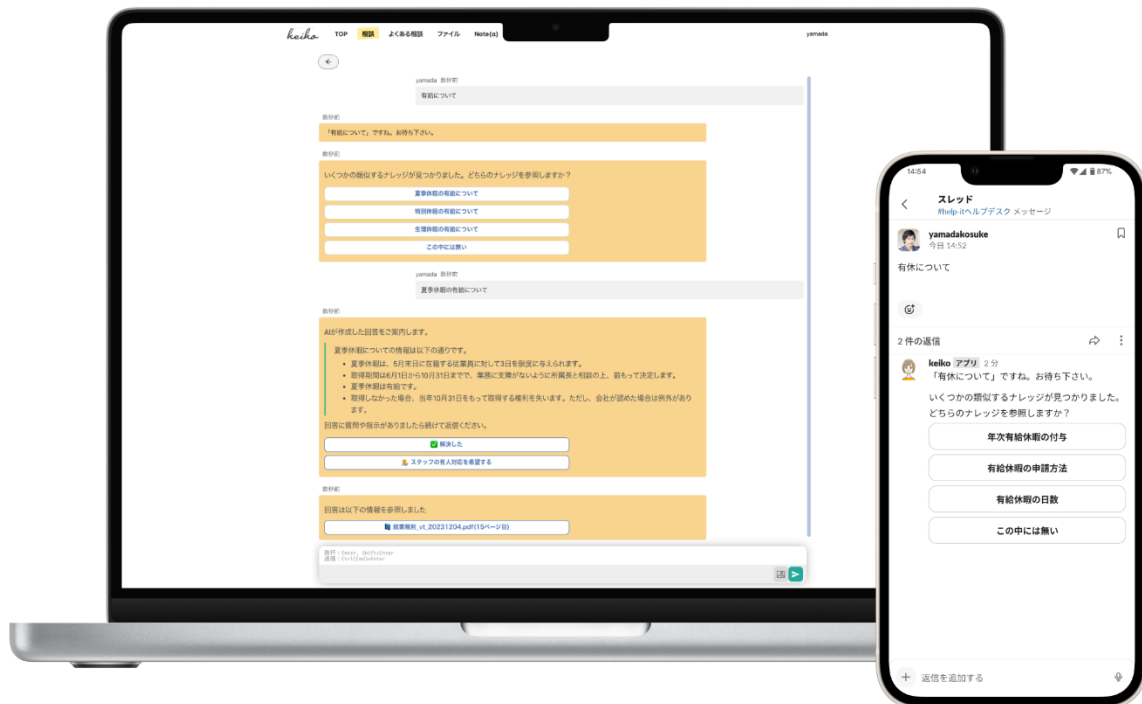 keiko
TOP
相談
よくある相談
ファイル
Note(α)
yamada
yamada 数秒前
有給について
数秒前
「有給について」ですね。お待ち下さい。
数秒前
いくつかの類似するナレッジが見つかりました。どちらのナレッジを参照しますか？
夏季休暇の有給について
特別休暇の有給について
生理休暇の有給について
この中には無い
yamada 数秒前
夏季休暇の有給について
数秒前
AIが作成した回答をご案内します。
夏季休暇についての情報は以下の通りです。
• 夏季休暇は、5月末日に在籍する従業員に対して3日を限度に与えられます。
• 取得期間は6月1日から10月31日までで、業務に支障がないように所属長と相談の上、前もって決定します。
• 夏季休暇は有給です。
• 取得しなかった場合、当年10月31日をもって取得する権利を失います。ただし、会社が認めた場合は例外があり
ます。
回答に質問や指示がありましたら続けて返信ください。
解決した
スタッフの有人対応を希望する
数秒前
回答は以下の情報を参照しました
就業規則_vt_20231204.pdf(15ページ目)
改行：Enter, Shift+Enter
送信：Ctrl(Cmd)+Enter
14:54
87%
スレッド
#help-itヘルプデスク メッセージ
yamadakosuke
今日 14:52
有休について
2 件の返信
keiko アプリ 2 分
「有休について」ですね。お待ち下さい。
いくつかの類似するナレッジが見つかりました。
どちらのナレッジを参照しますか？
年次有給休暇の付与
有給休暇の申請方法
有給休暇の日数
この中には無い
返信を追加する